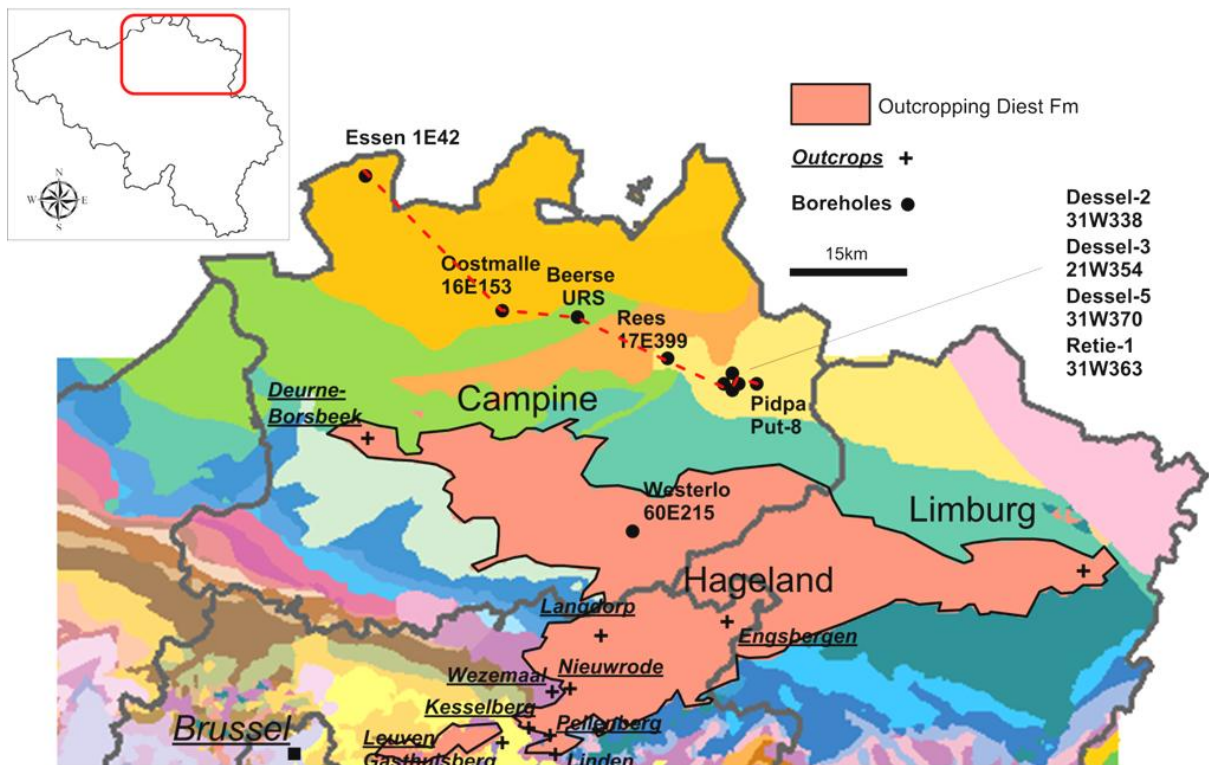 N
W E
S
Essen 1E42
Outcropping Diest Fm
Outcrops +
Boreholes
15km
Dessel-2
31W338
Dessel-3
21W354
Dessel-5
31W370
Retie-1
31W363
Oostmalle
16E153
Beerse
URS
Rees
17E399
Pidpa
Put-8
Deurne-
Borsbeek
Campine
Westerlo
60E215
Limburg
Hageland
Langdorp
Engsbergen
Nieuwrode
Wezemaal
Kesselberg
Pellenberg
Brussel
Leuven
Gasthuisberg
Linden